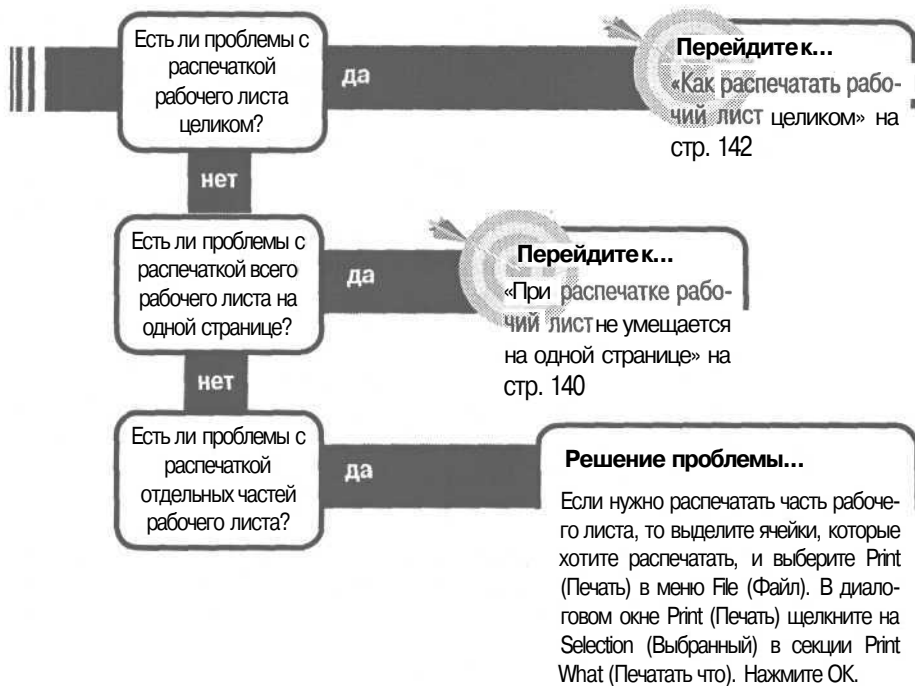 Есть ли проблемы с
распечаткой
рабочего листа
целиком?
да
Перейдите к...
«Как распечатать рабо-
чий лист целиком» на
стр. 142
нет
Есть ли проблемы с
распечаткой всего
рабочего листа на
одной странице?
да
Перейдите к...
«При распечатке рабо-
чий лист не умещается
на одной странице» на
стр. 140
нет
Есть ли проблемы с
распечаткой
отдельных частей
рабочего листа?
да
Решение проблемы...
Если нужно распечатать часть рабоче-
го листа, то выделите ячейки, которые
хотите распечатать, и выберите Print
(Печать) в меню File (Файл). В диало-
говом окне Print (Печать) щелкните на
Selection (Выбранный) в секции Print
What (Печатать что). Нажмите OK.